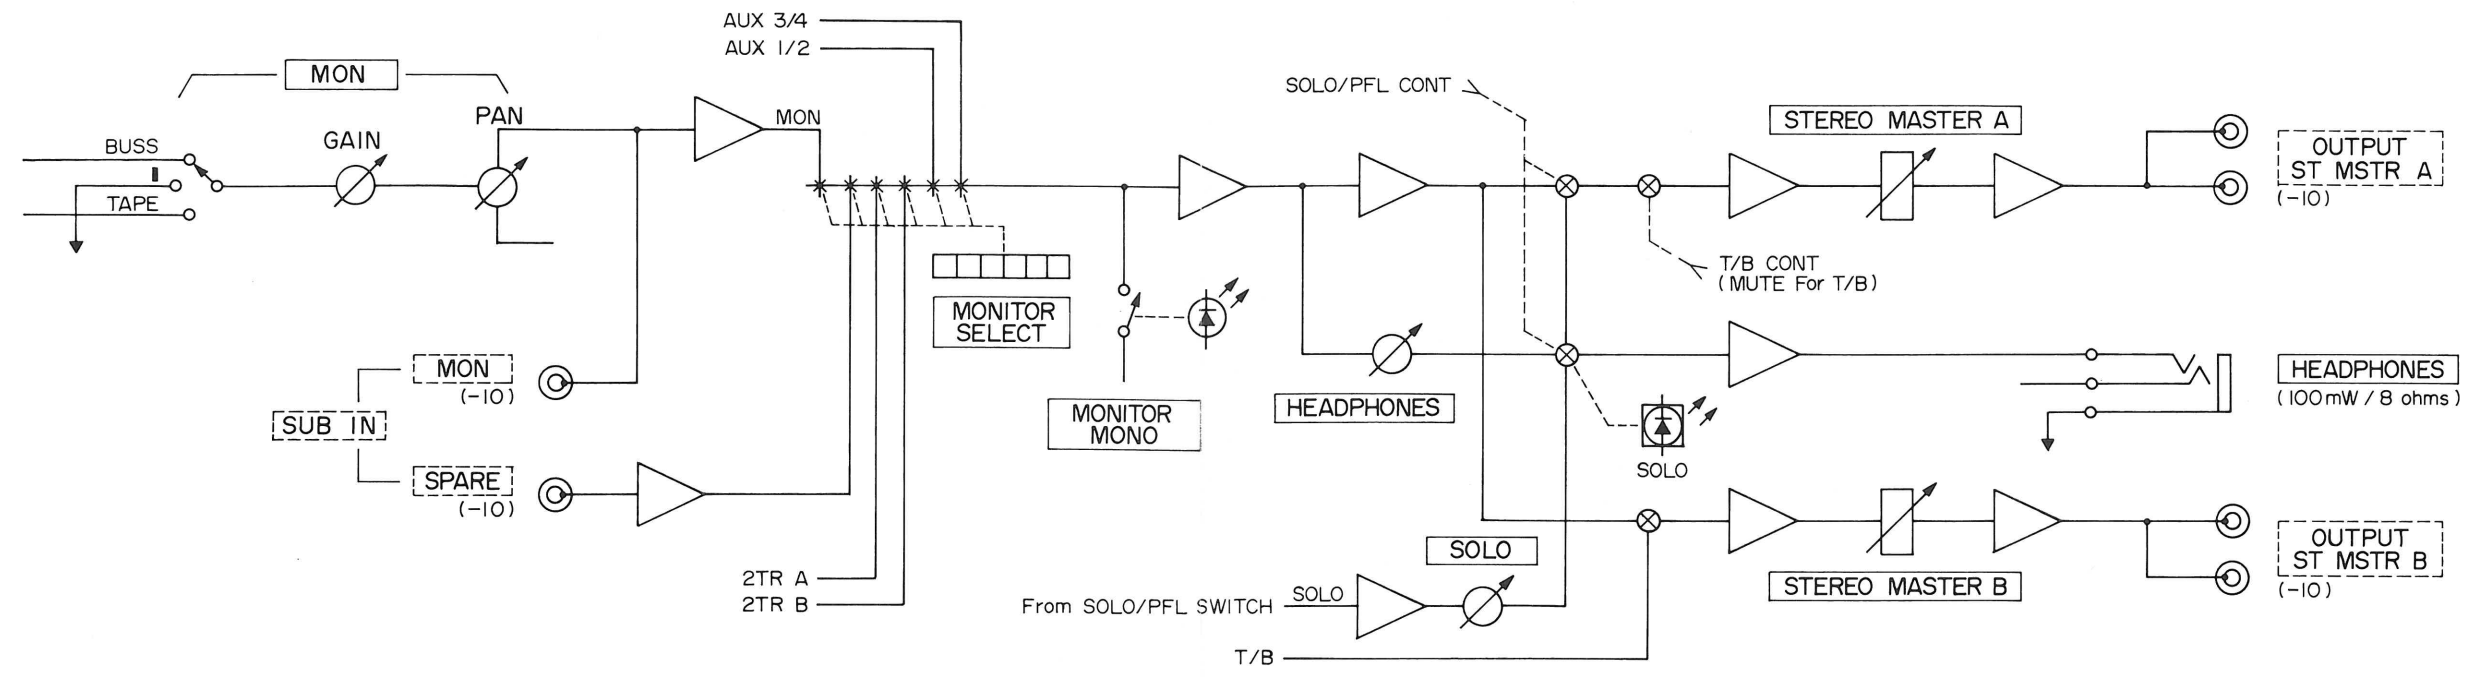 AUX 3/4
AUX 1/2
MON
PAN
GAIN
BUSS
TAPE
MON
SOLO/PFL CONT
STEREO MASTER A
OUTPUT
ST MSTR A
(-10)
T/B CONT
(MUTE For T/B)
MONITOR
SELECT
MON
(-10)
SUB IN
SPARE
(-10)
MONITOR
MONO
HEADPHONES
HEADPHONES
(100mW / 8 ohms)
SOLO
2TR A
2TR B
SOLO
From SOLO/PFL SWITCH
SOLO
T/B
STEREO MASTER B
OUTPUT
ST MSTR B
(-10)